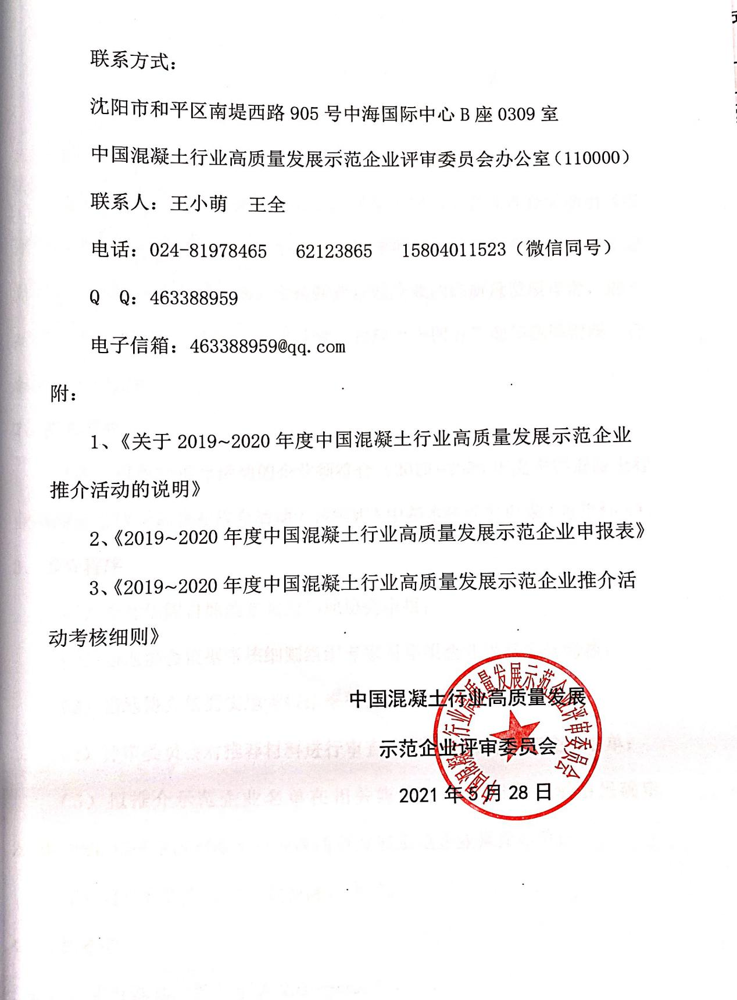 联系方式：
沈阳市和平区南堤西路 905 号中海国际中心 B 座 0309 室
中国混凝土行业高质量发展示范企业评审委员会办公室（110000）
联系人：王小萌　王全
电话：024-81978465　62123865　15804011523（微信同号）
Q　Q：463388959
电子信箱：463388959@qq.com
附：
1、《关于 2019~2020 年度中国混凝土行业高质量发展示范企业
推介活动的说明》
2、《2019~2020 年度中国混凝土行业高质量发展示范企业申报表》
3、《2019~2020 年度中国混凝土行业高质量发展示范企业推介活
动考核细则》
中国混凝土行业高质量发展
示范企业评审委员会
2021 年 5 月 28 日
中国混凝土行业高质量发展示范企业评审委员会